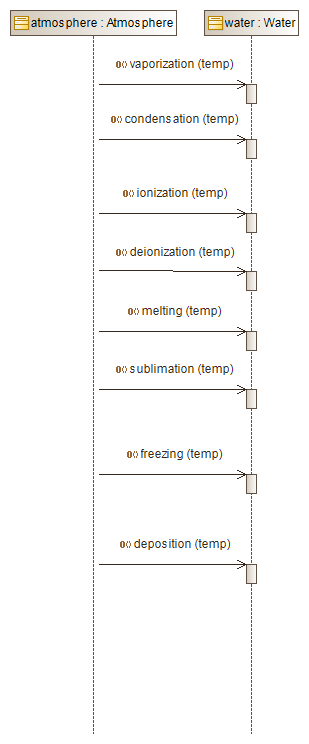 atmosphere : Atmosphere
water : Water
0() vaporization (temp)
0() condensation (temp)
0() ionization (temp)
0() deionization (temp)
0() melting (temp)
0() sublimation (temp)
0() freezing (temp)
0() deposition (temp)